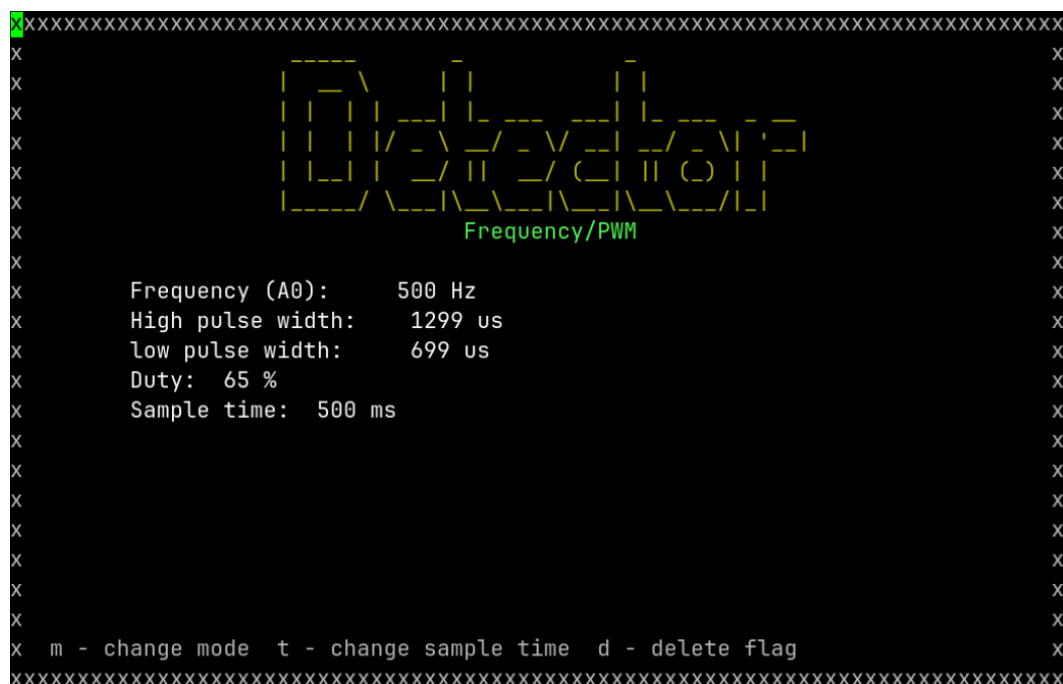 Detector
Frequency/PWM
Frequency (A0): 500 Hz
High pulse width: 1299 us
low pulse width: 699 us
Duty: 65 %
Sample time: 500 ms
m - change mode t - change sample time d - delete flag